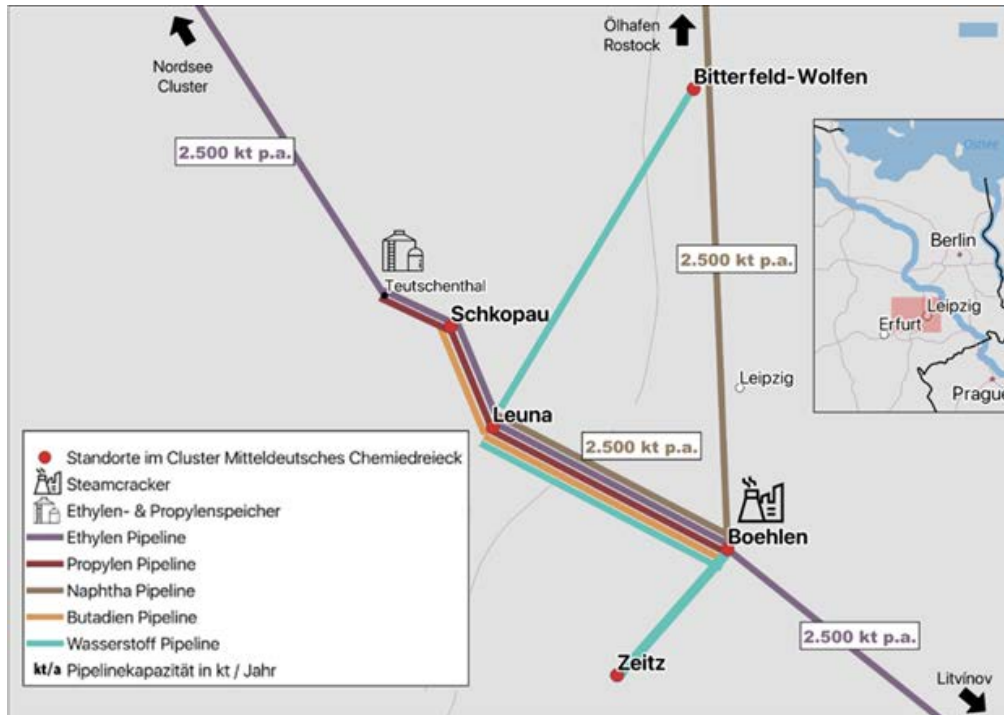 Nordsee
Cluster
Ölhafen
Rostock
Bitterfeld-Wolfen
2.500 kt p.a.
2.500 kt p.a.
Teutschenthal
Schkopau
Leipzig
Leuna
2.500 kt p.a.
Boehlen
2.500 kt p.a.
Zeitz
Litvínov
Ostsee
Berlin
Leipzig
Erfurt
Prague
Standorte im Cluster Mitteldeutsches Chemiedreieck
Steamcracker
Ethylen- & Propylenspeicher
Ethylen Pipeline
Propylen Pipeline
Naphtha Pipeline
Butadien Pipeline
Wasserstoff Pipeline
kt/a Pipelinekapazität in kt / Jahr